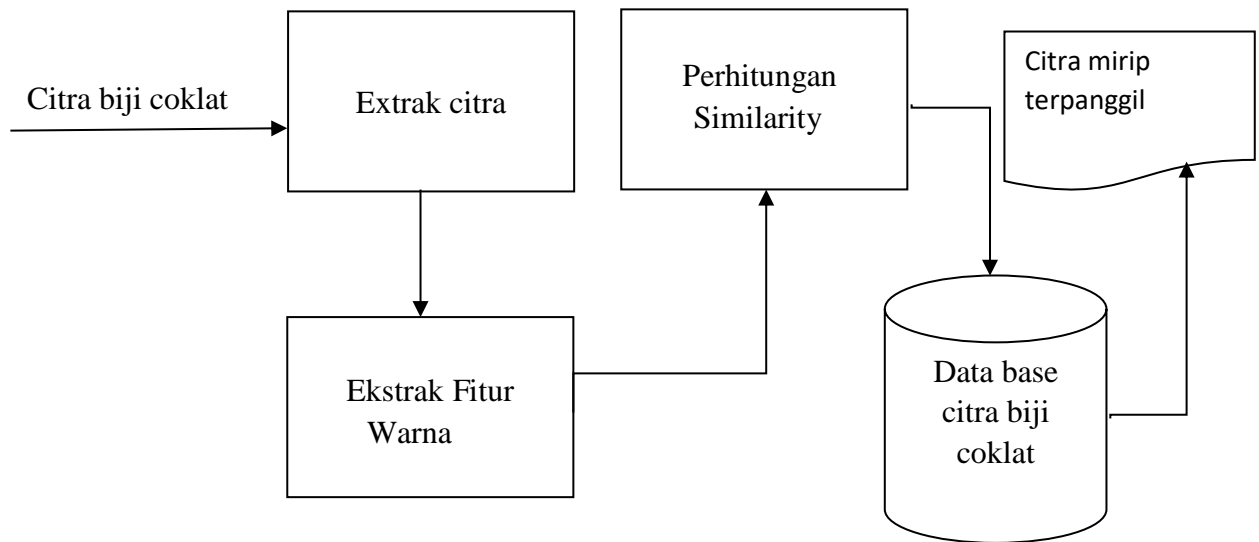 Citra biji coklat
Extrak citra
Ekstrak Fitur
Warna
Perhitungan
Similarity
Data base
citra biji
coklat
Citra mirip
terpanggil